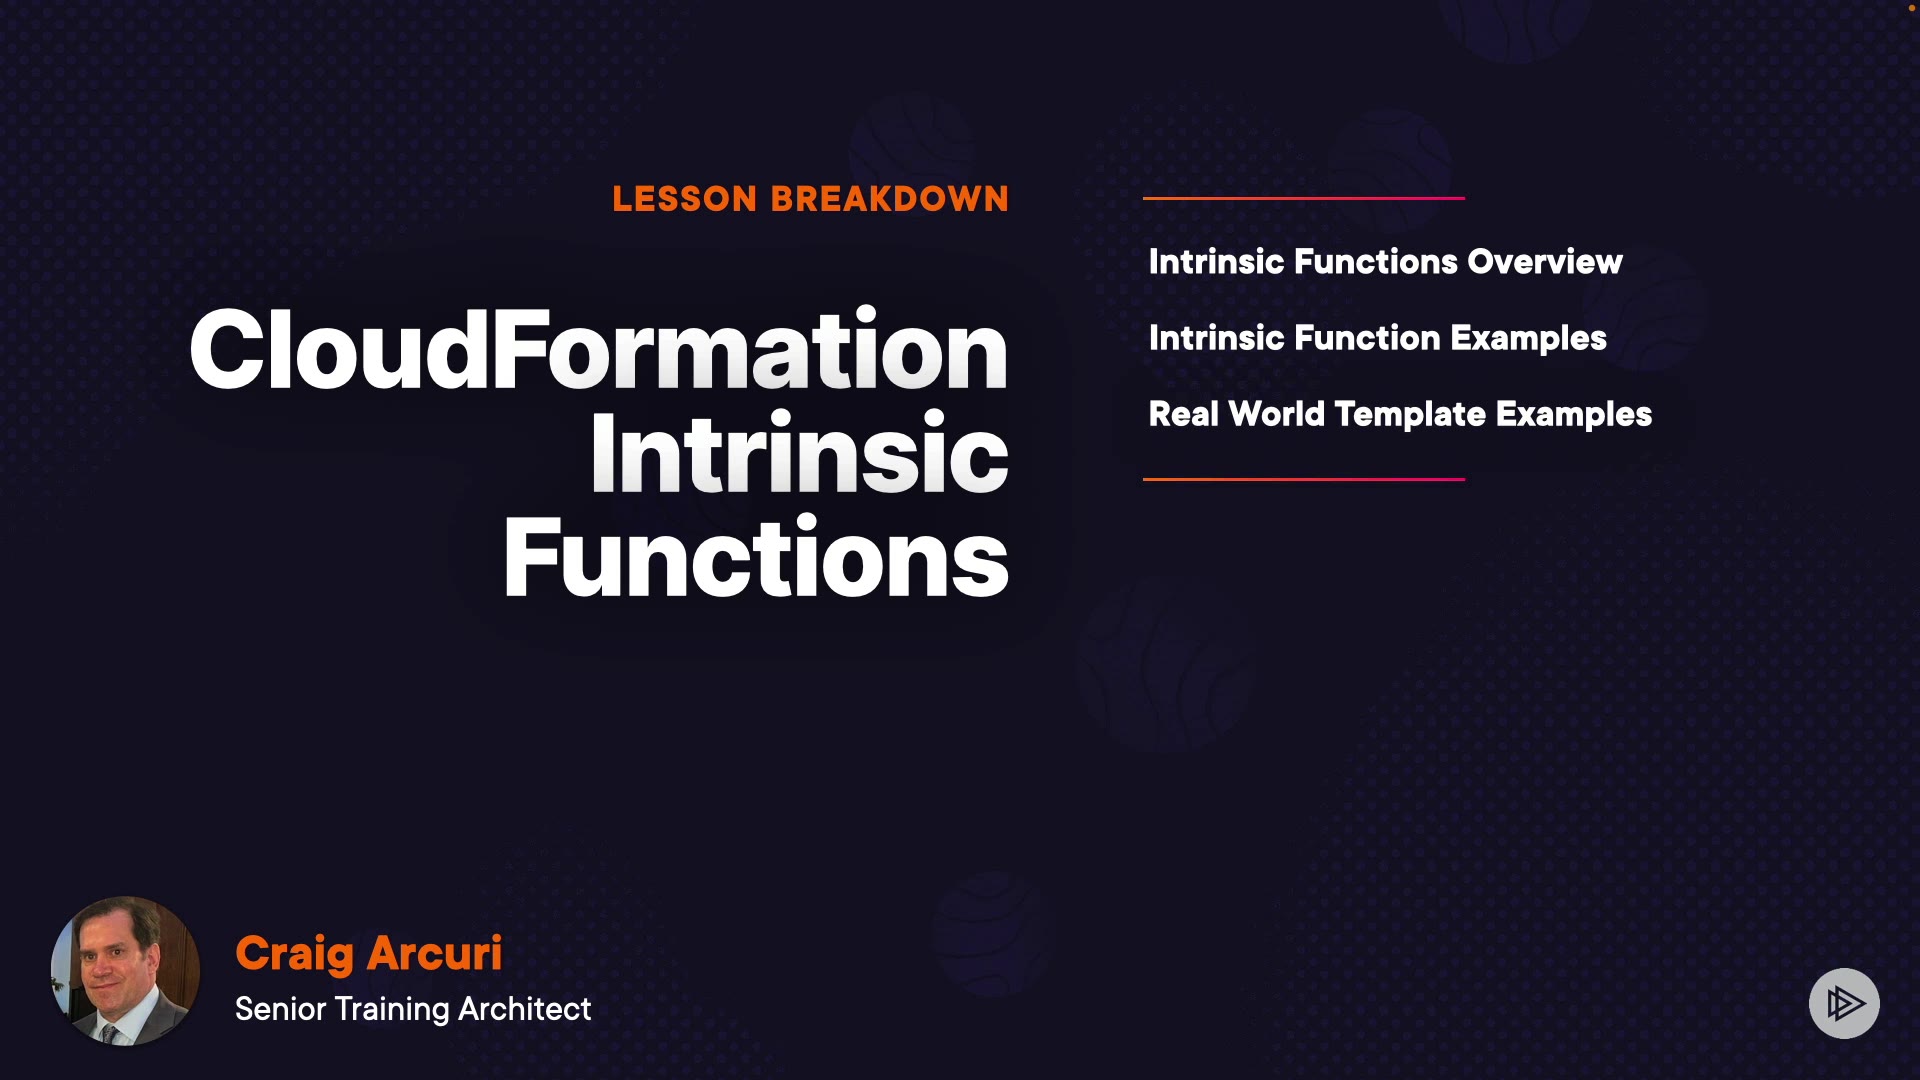 LESSON BREAKDOWN
CloudFormation
Intrinsic
Functions
Intrinsic Functions Overview
Intrinsic Function Examples
Real World Template Examples
Craig Arcuri
Senior Training Architect